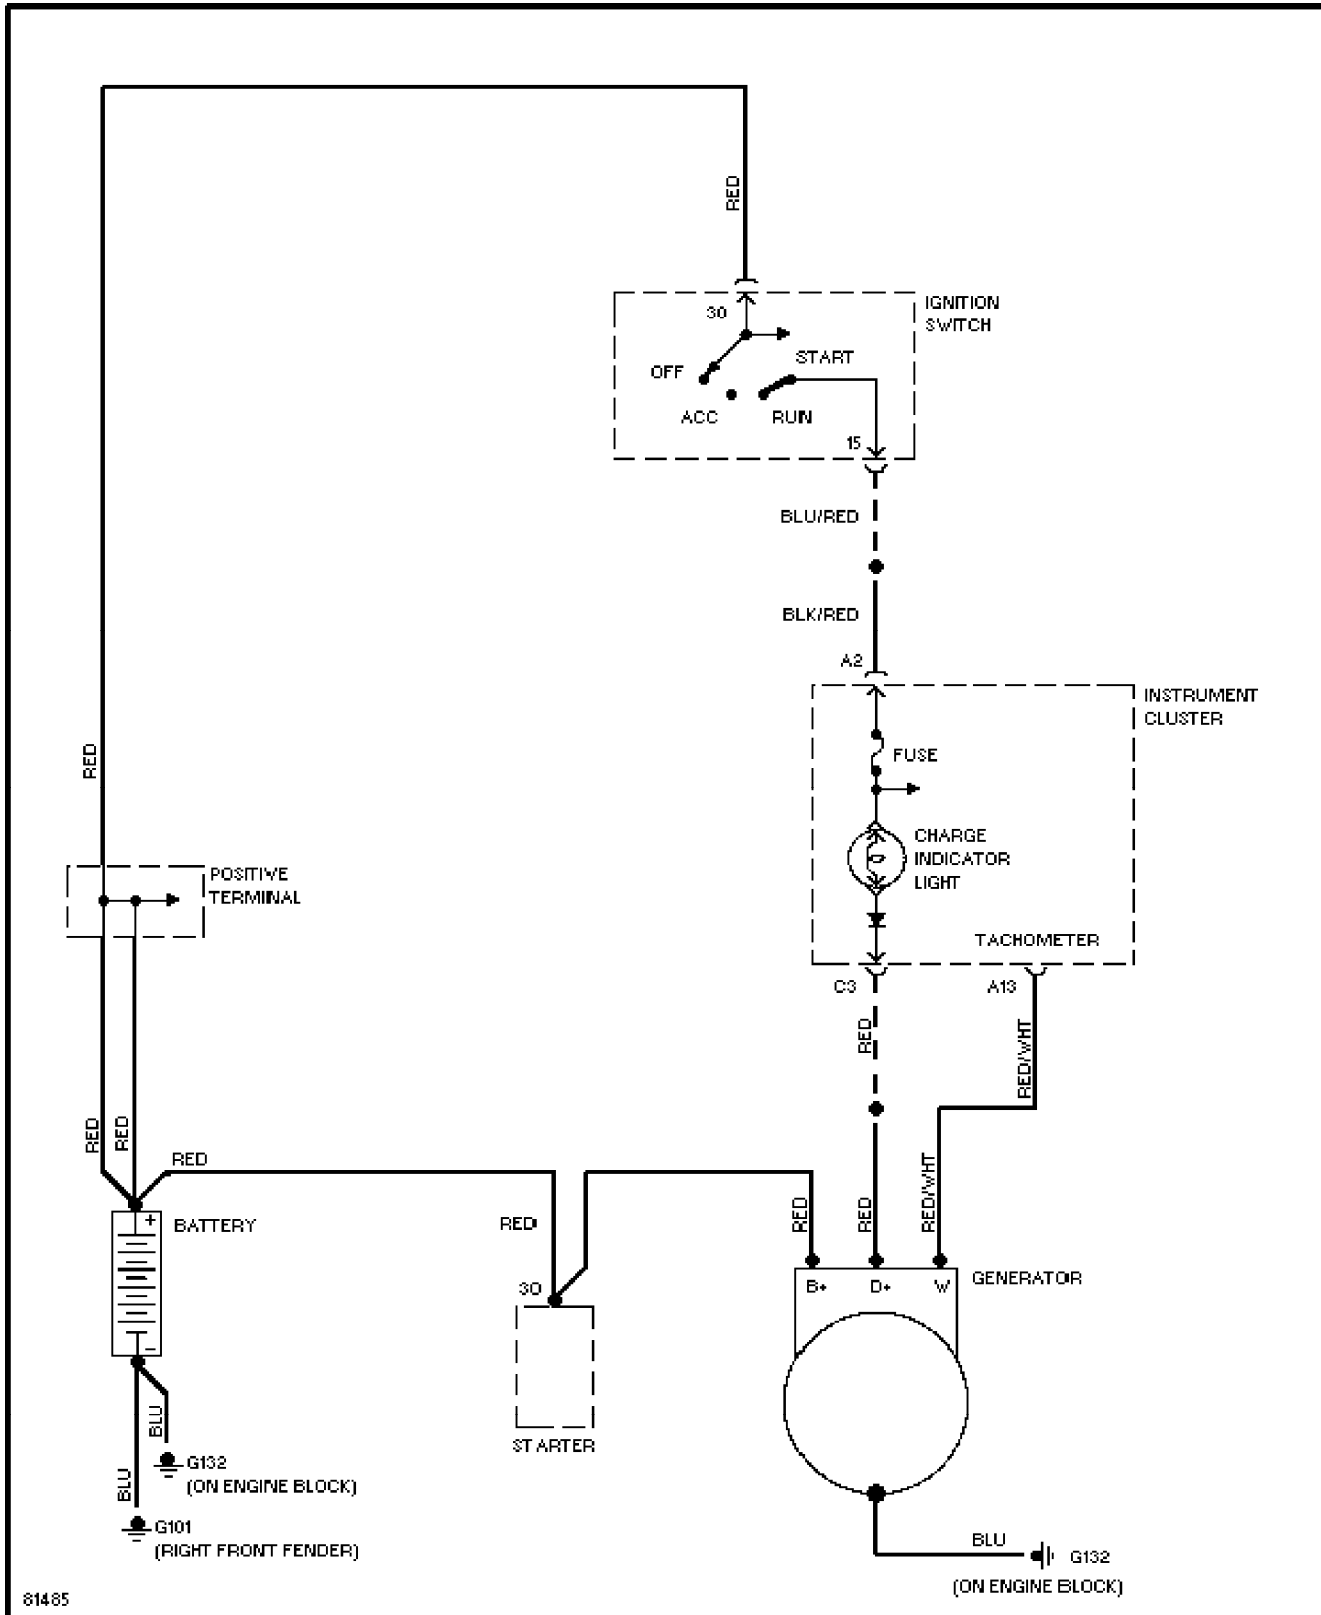 RED
IGNITION
SWITCH
30
START
OFF
ACC
RUN
15
BLU/RED
BLK/RED
A2
INSTRUMENT
CLUSTER
RED
FUSE
CHARGE
INDICATOR
LIGHT
POSITIVE
TERMINAL
TACHOMETER
C3
A13
RED
RED/WHT
RED
RED
RED
RED
RED
RED
RED/WHT
+
BATTERY
RED
30
B+
D+
W
GENERATOR
-
BLU
STARTER
G132
(ON ENGINE BLOCK)
BLU
G101
(RIGHT FRONT FENDER)
BLU
G132
(ON ENGINE BLOCK)
81485